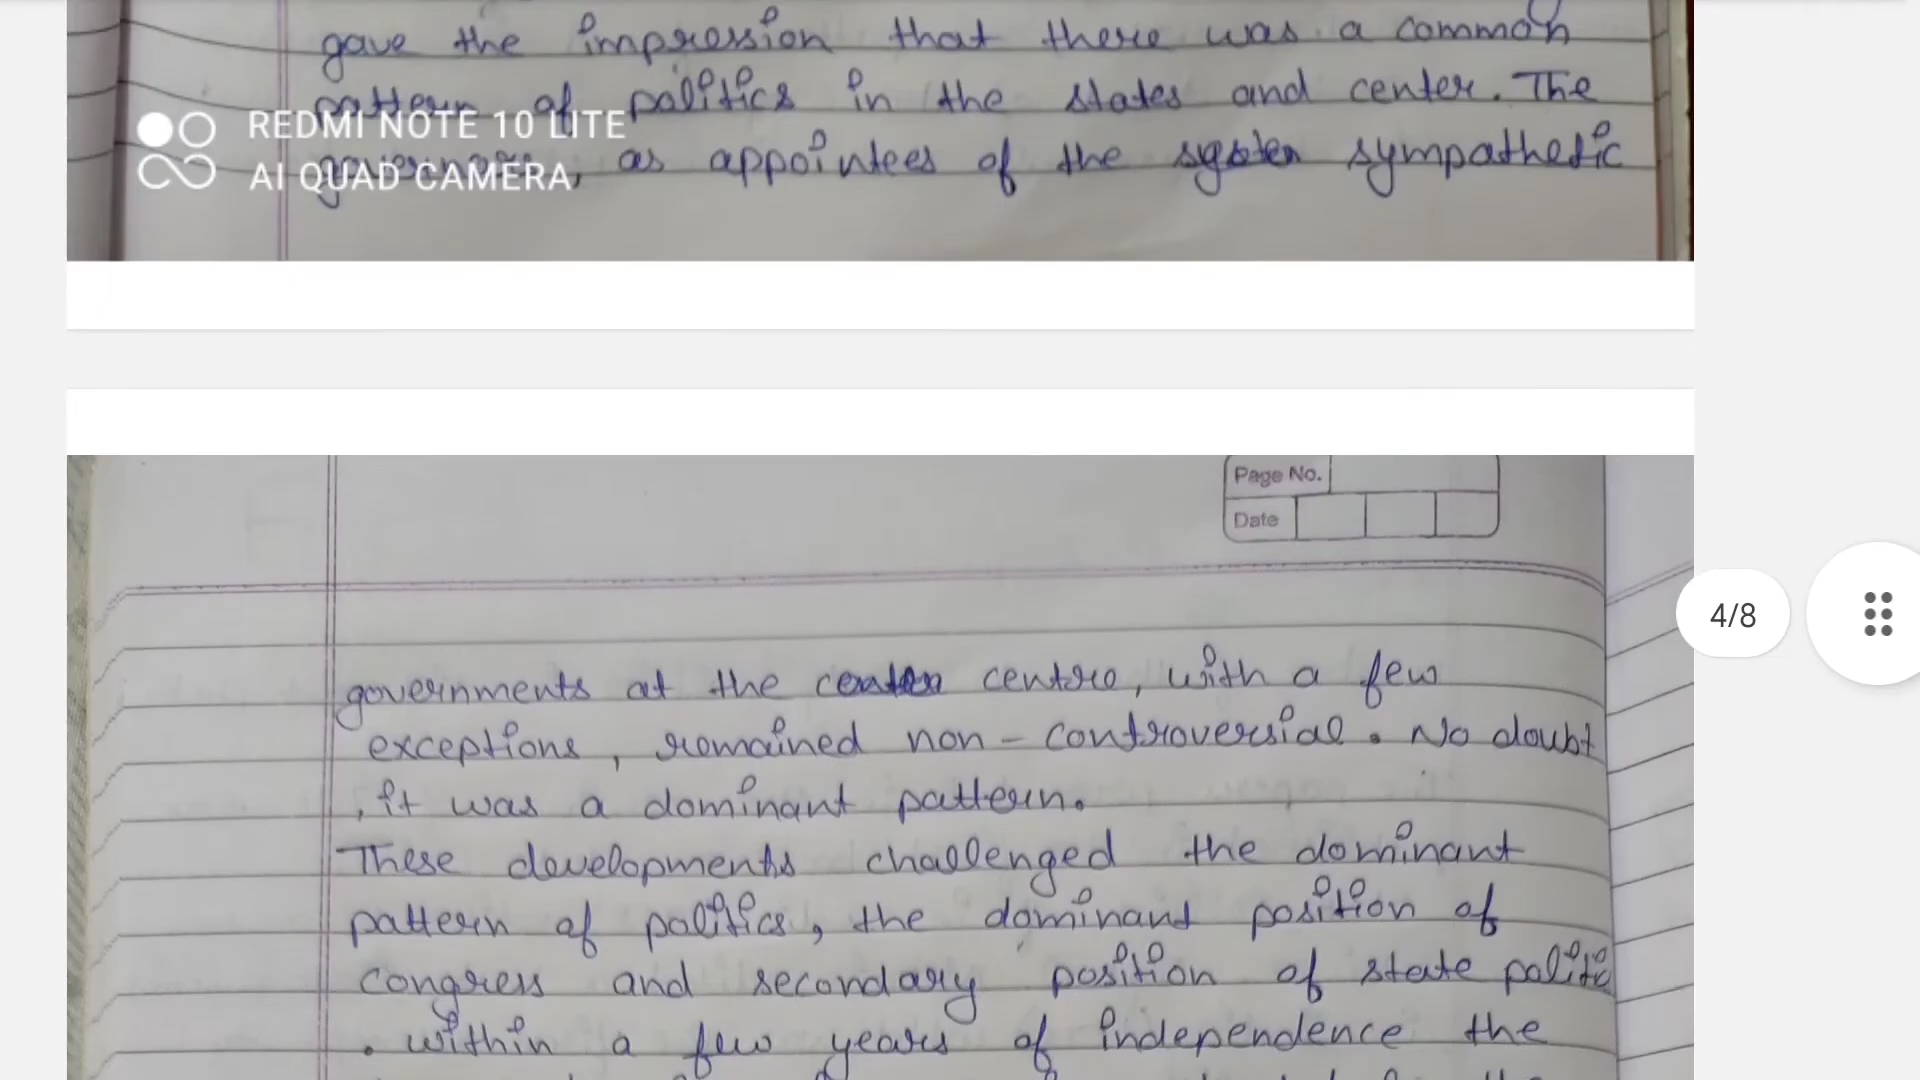 gave the impression that there was a common
pattern of politics in the states and center. The
REDMI NOTE 10 LITE
governors, as appointees of the system sympathetic
AI QUAD CAMERA
Page No.
Date
governments at the centre, with a few
exceptions, remained non-controversial. No doubt
4/8
, it was a dominant pattern.
These developments challenged the dominant
pattern of politics, the dominant position of
congress and secondary position of state politic
. within a few years of independence the